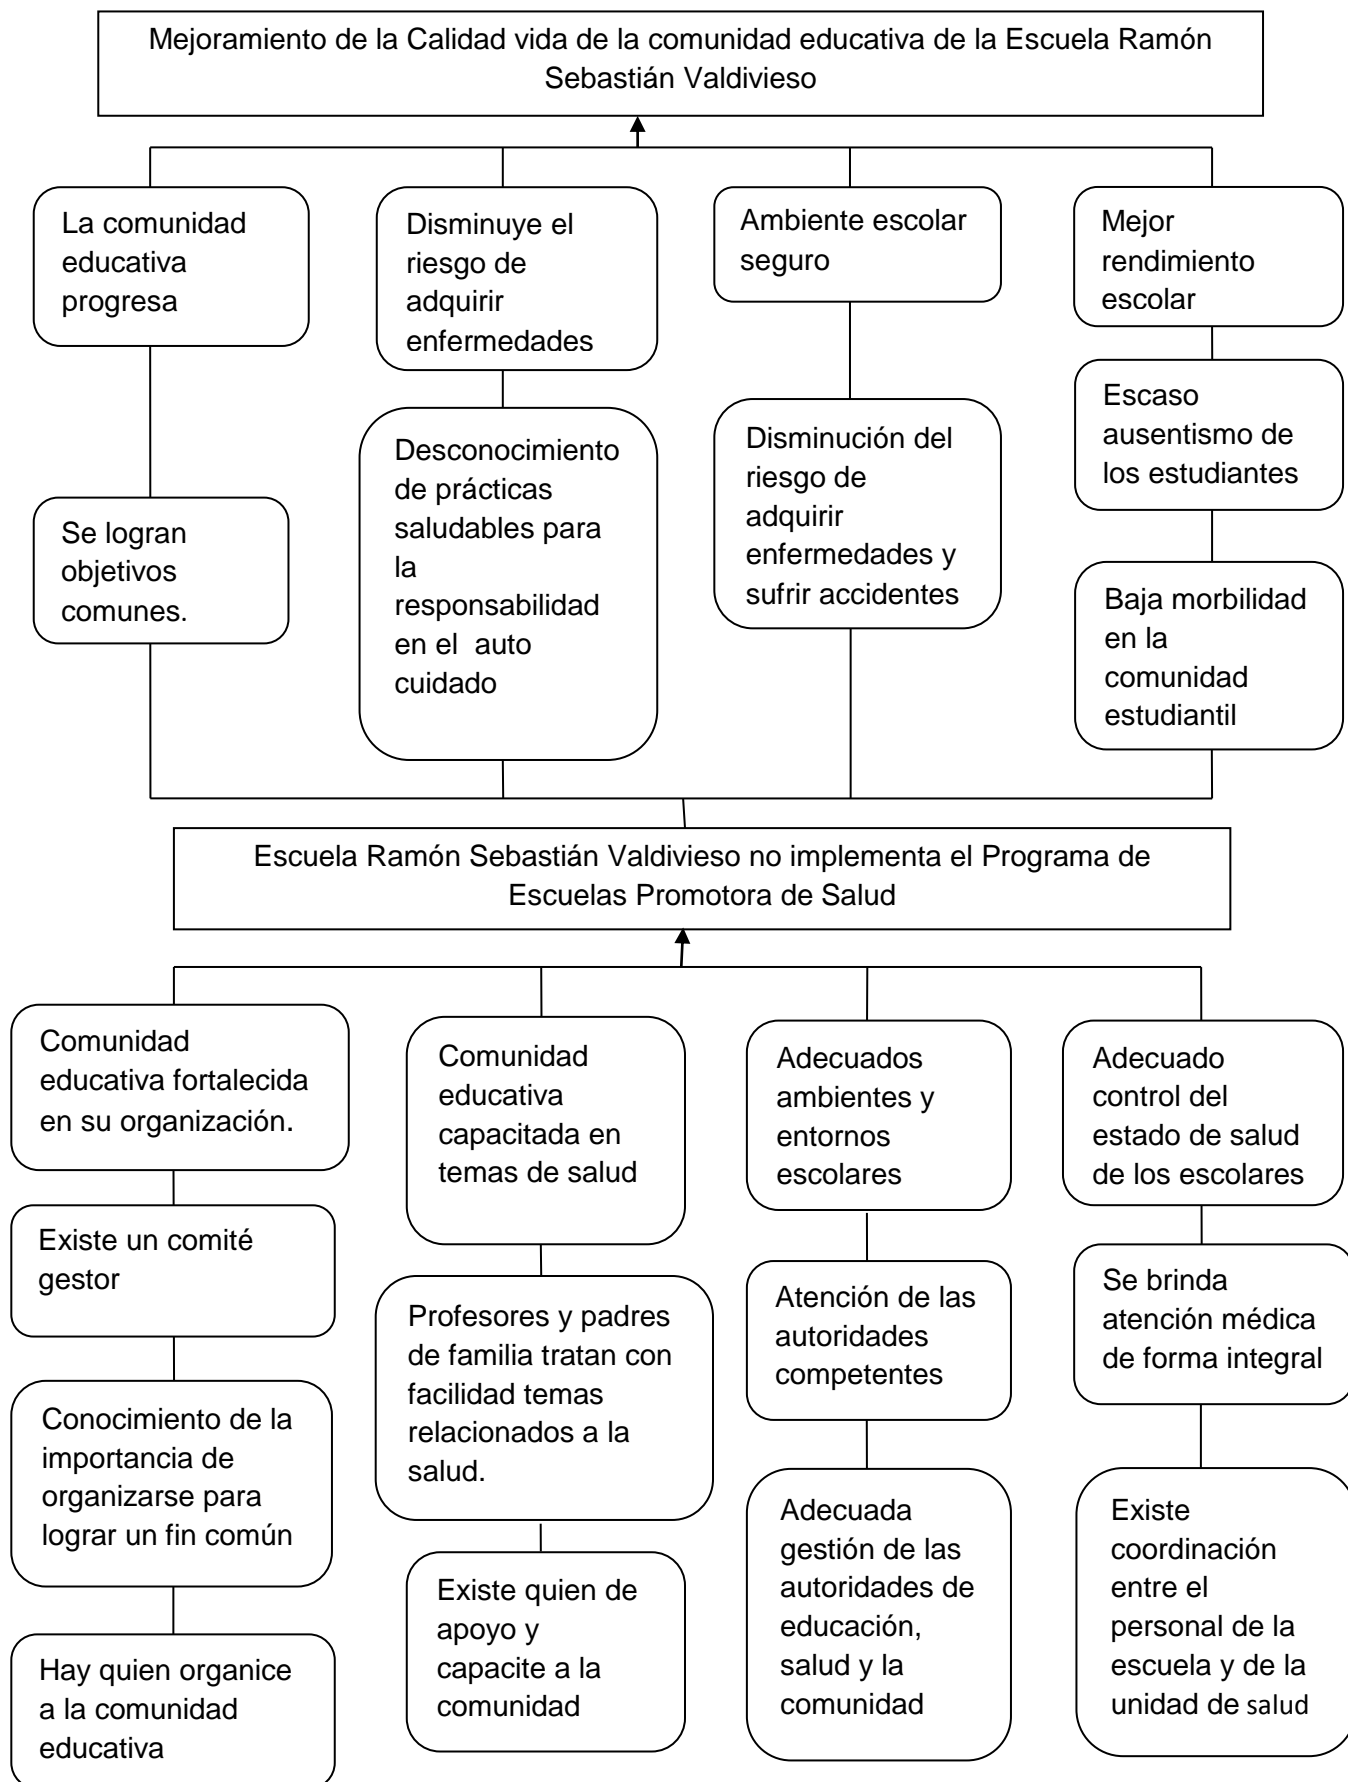 Mejoramiento de la Calidad vida de la comunidad educativa de la Escuela Ramón
Sebastián Valdivieso
La comunidad
educativa
progresa
Disminuye el
riesgo de
adquirir
enfermedades
Ambiente escolar
seguro
Mejor
rendimiento
escolar
Se logran
objetivos
comunes.
Desconocimiento
de prácticas
saludables para
la
responsabilidad
en el auto
cuidado
Disminución del
riesgo de
adquirir
enfermedades y
sufrir accidentes
Escaso
ausentismo de
los estudiantes
Baja morbilidad
en la
comunidad
estudiantil
Escuela Ramón Sebastián Valdivieso no implementa el Programa de
Escuelas Promotora de Salud
Comunidad
educativa fortalecida
en su organización.
Existe un comité
gestor
Conocimiento de la
importancia de
organizarse para
lograr un fin común
Hay quien organice
a la comunidad
educativa
Comunidad
educativa
capacitada en
temas de salud
Profesores y padres
de familia tratan con
facilidad temas
relacionados a la
salud.
Existe quien de
apoyo y
capacite a la
comunidad
Adecuados
ambientes y
entornos
escolares
Atención de las
autoridades
competentes
Adecuada
gestión de las
autoridades de
educación,
salud y la
comunidad
Adecuado
control del
estado de salud
de los escolares
Se brinda
atención médica
de forma integral
Existe
coordinación
entre el
personal de la
escuela y de la
unidad de salud